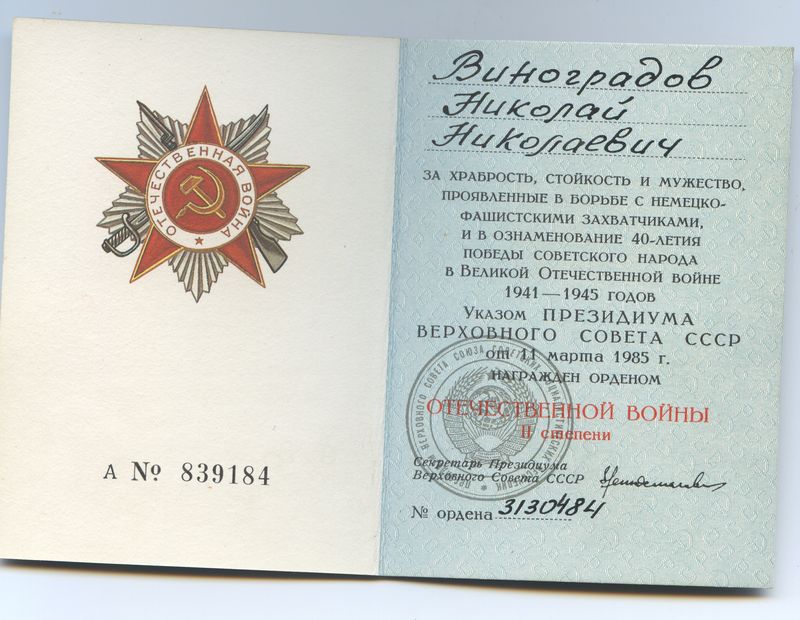 ОТЕЧЕСТВЕННАЯ ВОЙНА
А № 839184
Виноградов
Николай
Николаевич
ЗА ХРАБРОСТЬ, СТОЙКОСТЬ И МУЖЕСТВО,
ПРОЯВЛЕННЫЕ В БОРЬБЕ С НЕМЕЦКО-
ФАШИСТСКИМИ ЗАХВАТЧИКАМИ,
И В ОЗНАМЕНОВАНИЕ 40-ЛЕТИЯ
ПОБЕДЫ СОВЕТСКОГО НАРОДА
В ВЕЛИКОЙ ОТЕЧЕСТВЕННОЙ ВОЙНЕ
1941—1945 ГОДОВ
УКАЗОМ ПРЕЗИДИУМА
ВЕРХОВНОГО СОВЕТА СССР
от 11 марта 1985 г.
НАГРАЖДЕН ОРДЕНОМ
ОТЕЧЕСТВЕННОЙ ВОЙНЫ
II степени
Секретарь Президиума
Верховного Совета СССР
№ ордена 3130484